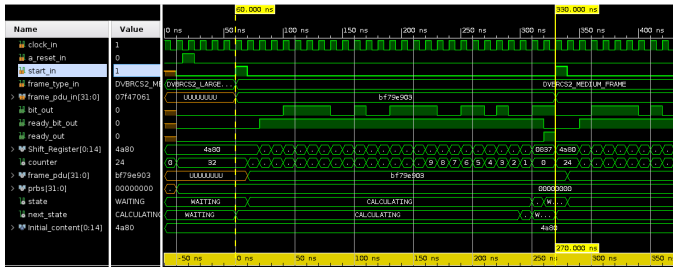 60.000 ns 330.000 ns
Name Value 0 ns 50 ns 100 ns 150 ns 200 ns 250 ns 300 ns 350 ns 400 ns
clock_in 1
a_reset_in 0
start_in 1
frame_type_in DVBRCS2_ME DVBRCS2_LARGE... DVBRCS2_MEDIUM_FRAME
frame_pdu_in[31:0] 07f47061 UUUUUUUU bf79e903
bit_out 0
ready_bit_out 0
ready_out 0
Shift_Register[0:14] 4a80 4a80 0837 4a80
counter 24 0 32 9 8 7 6 5 4 3 2 1 0 24
frame_pdu[31:0] bf79e903 UUUUUUUU bf79e903
prbs[31:0] 00000000 00000000
state WAITING WAITING CALCULATING W...
next_state CALCULATING WAITING CALCULATING W...
Initial_content[0:14] 4a80 4a80
270.000 ns
-50 ns 0 ns 50 ns 100 ns 150 ns 200 ns 250 ns 300 ns 350 ns